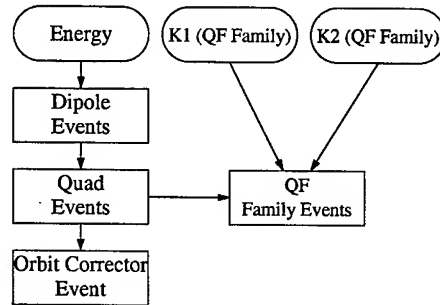 Energy
K1 (QF Family)
K2 (QF Family)
Dipole
Events
Quad
Events
QF
Family Events
Orbit Corrector
Event